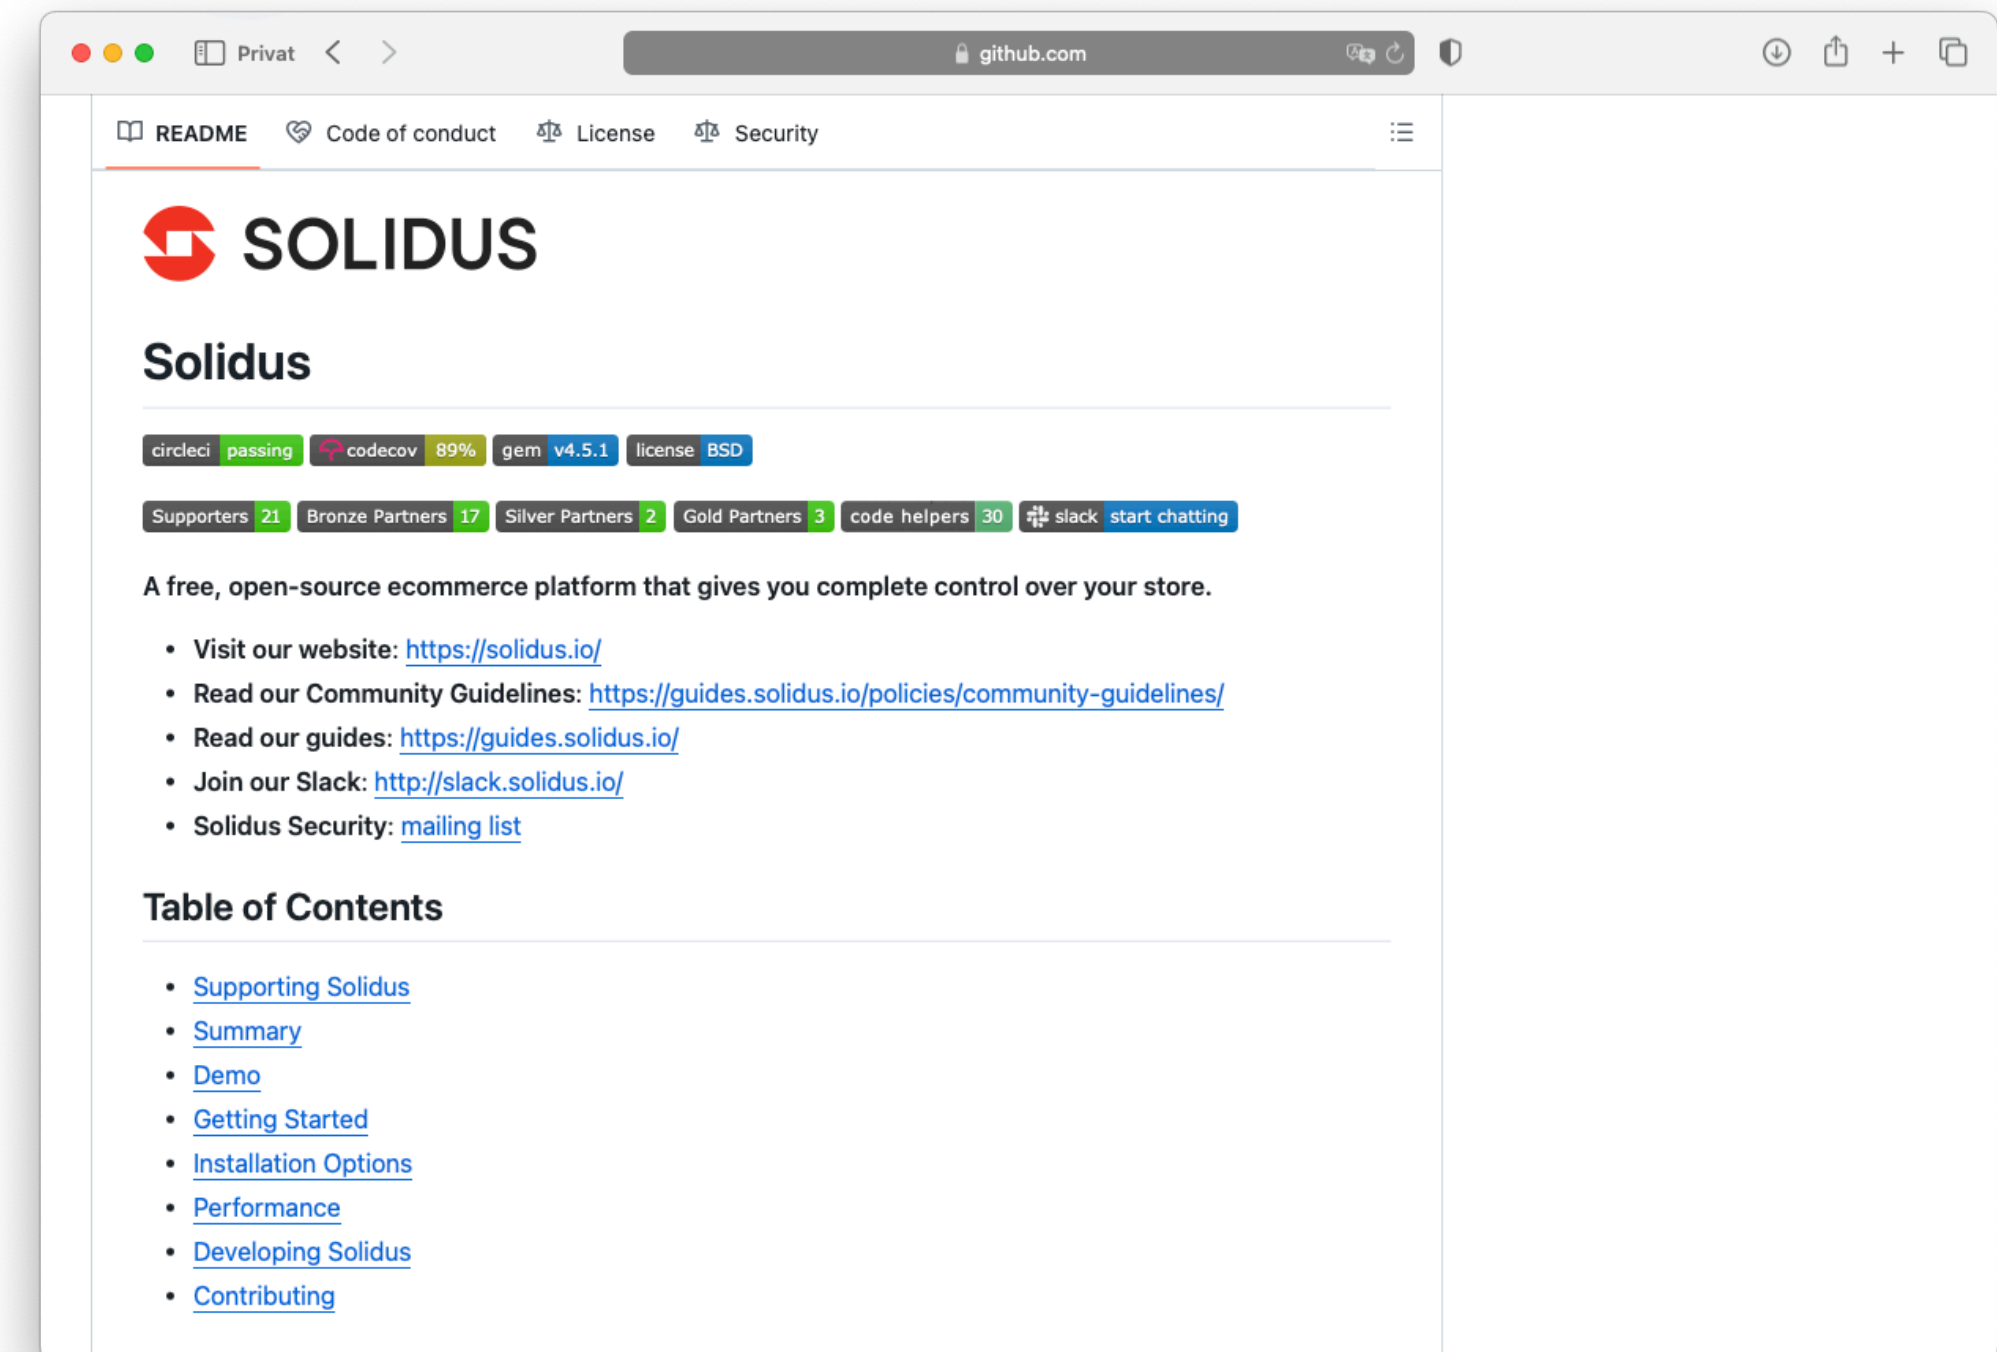 Privat github.com
README Code of conduct License Security
SOLIDUS
Solidus
circleci passing codecov 89% gem v4.5.1 license BSD
Supporters 21 Bronze Partners 17 Silver Partners 2 Gold Partners 3 code helpers 30 slack start chatting
A free, open-source ecommerce platform that gives you complete control over your store.
• Visit our website: https://solidus.io/
• Read our Community Guidelines: https://guides.solidus.io/policies/community-guidelines/
• Read our guides: https://guides.solidus.io/
• Join our Slack: http://slack.solidus.io/
• Solidus Security: mailing list
Table of Contents
• Supporting Solidus
• Summary
• Demo
• Getting Started
• Installation Options
• Performance
• Developing Solidus
• Contributing